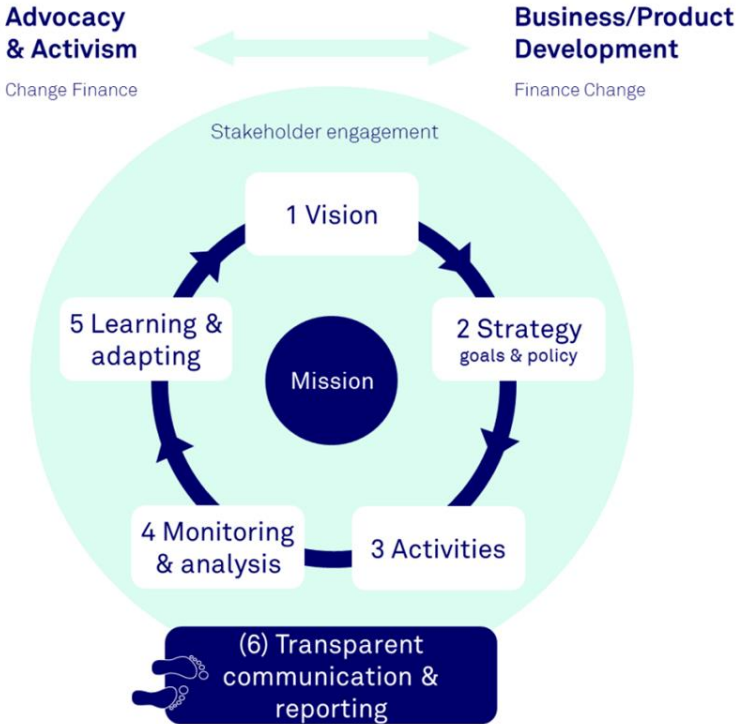 Advocacy
& Activism
Change Finance
Business/Product
Development
Finance Change
Stakeholder engagement
1 Vision
2 Strategy
goals & policy
3 Activities
4 Monitoring
& analysis
5 Learning &
adapting
Mission
(6) Transparent
communication &
reporting